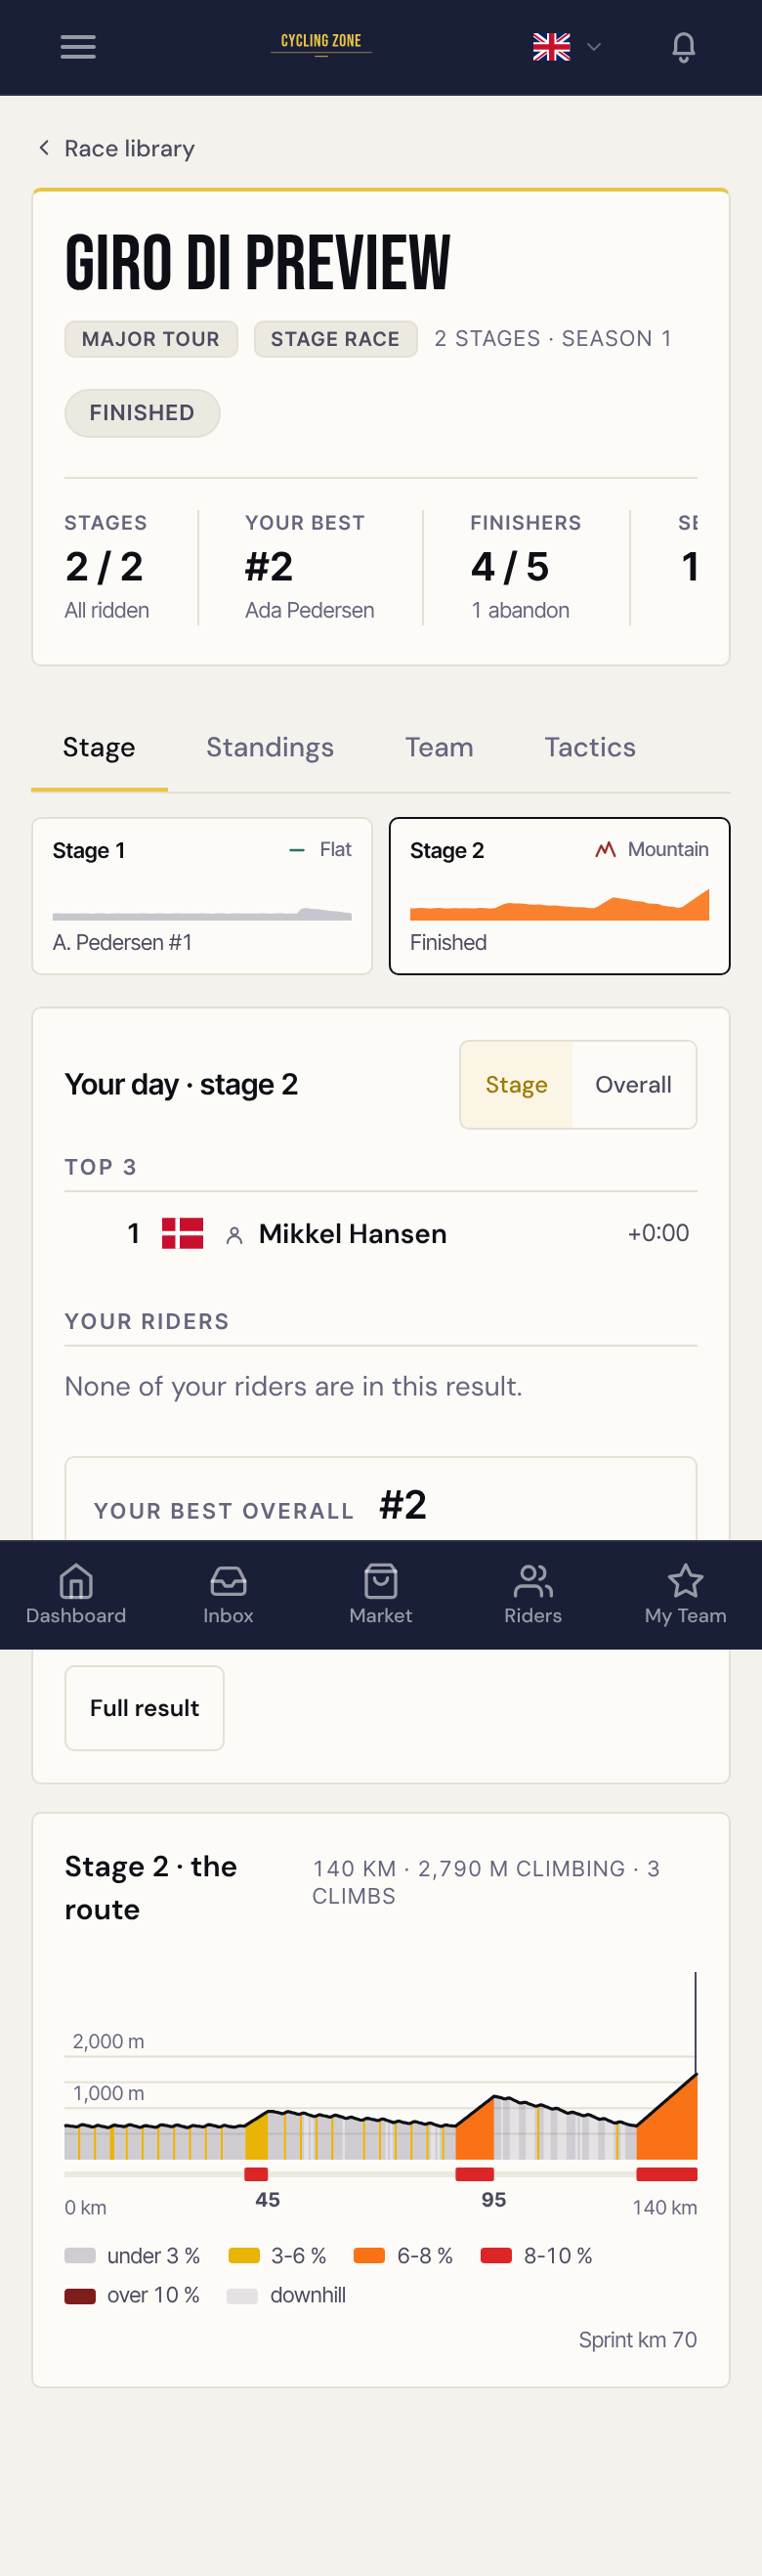 CYCLING ZONE
Race library
GIRO DI PREVIEW
MAJOR TOUR STAGE RACE 2 STAGES · SEASON 1
FINISHED
STAGES YOUR BEST FINISHERS SE
2 / 2 #2 4 / 5 1
All ridden Ada Pedersen 1 abandon
Stage Standings Team Tactics
Stage 1 Flat Stage 2 Mountain
A. Pedersen #1 Finished
Your day · stage 2 Stage Overall
TOP 3
1 Mikkel Hansen +0:00
YOUR RIDERS
None of your riders are in this result.
YOUR BEST OVERALL #2
Dashboard Inbox Market Riders My Team
Full result
Stage 2 · the
route
140 KM · 2,790 M CLIMBING · 3
CLIMBS
2,000 m
1,000 m
0 km 45 95 140 km
under 3 % 3-6 % 6-8 % 8-10 %
over 10 % downhill
Sprint km 70